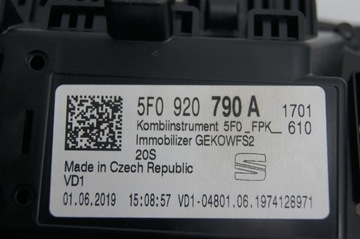 5F0 920 790 A 1701
Kombiinstrument 5F0_FPK_ 610
Immobilizer GEKOWFS2
20S
Made in Czech Republic
VD1
01.06.2019 15:08:57 VD1-04801.06.1974128971